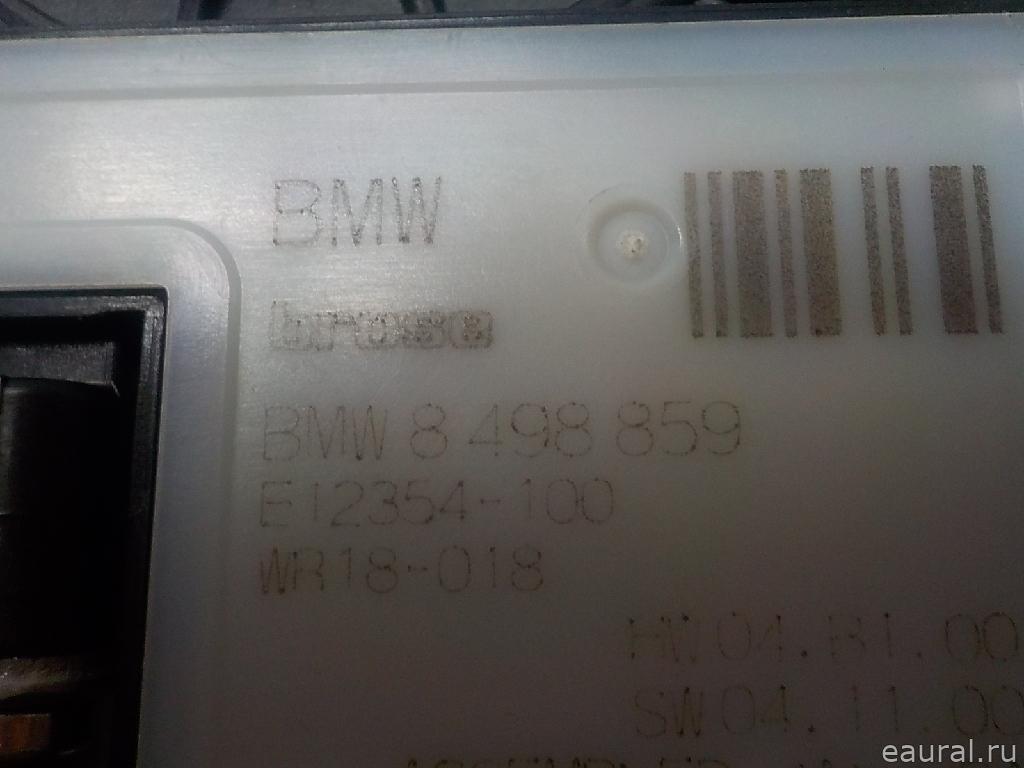 BMW
brose
BMW 8 498 859
E12354-100
WR18-018
HW 04.B1.00
SW 04.11.00
eaural.ru